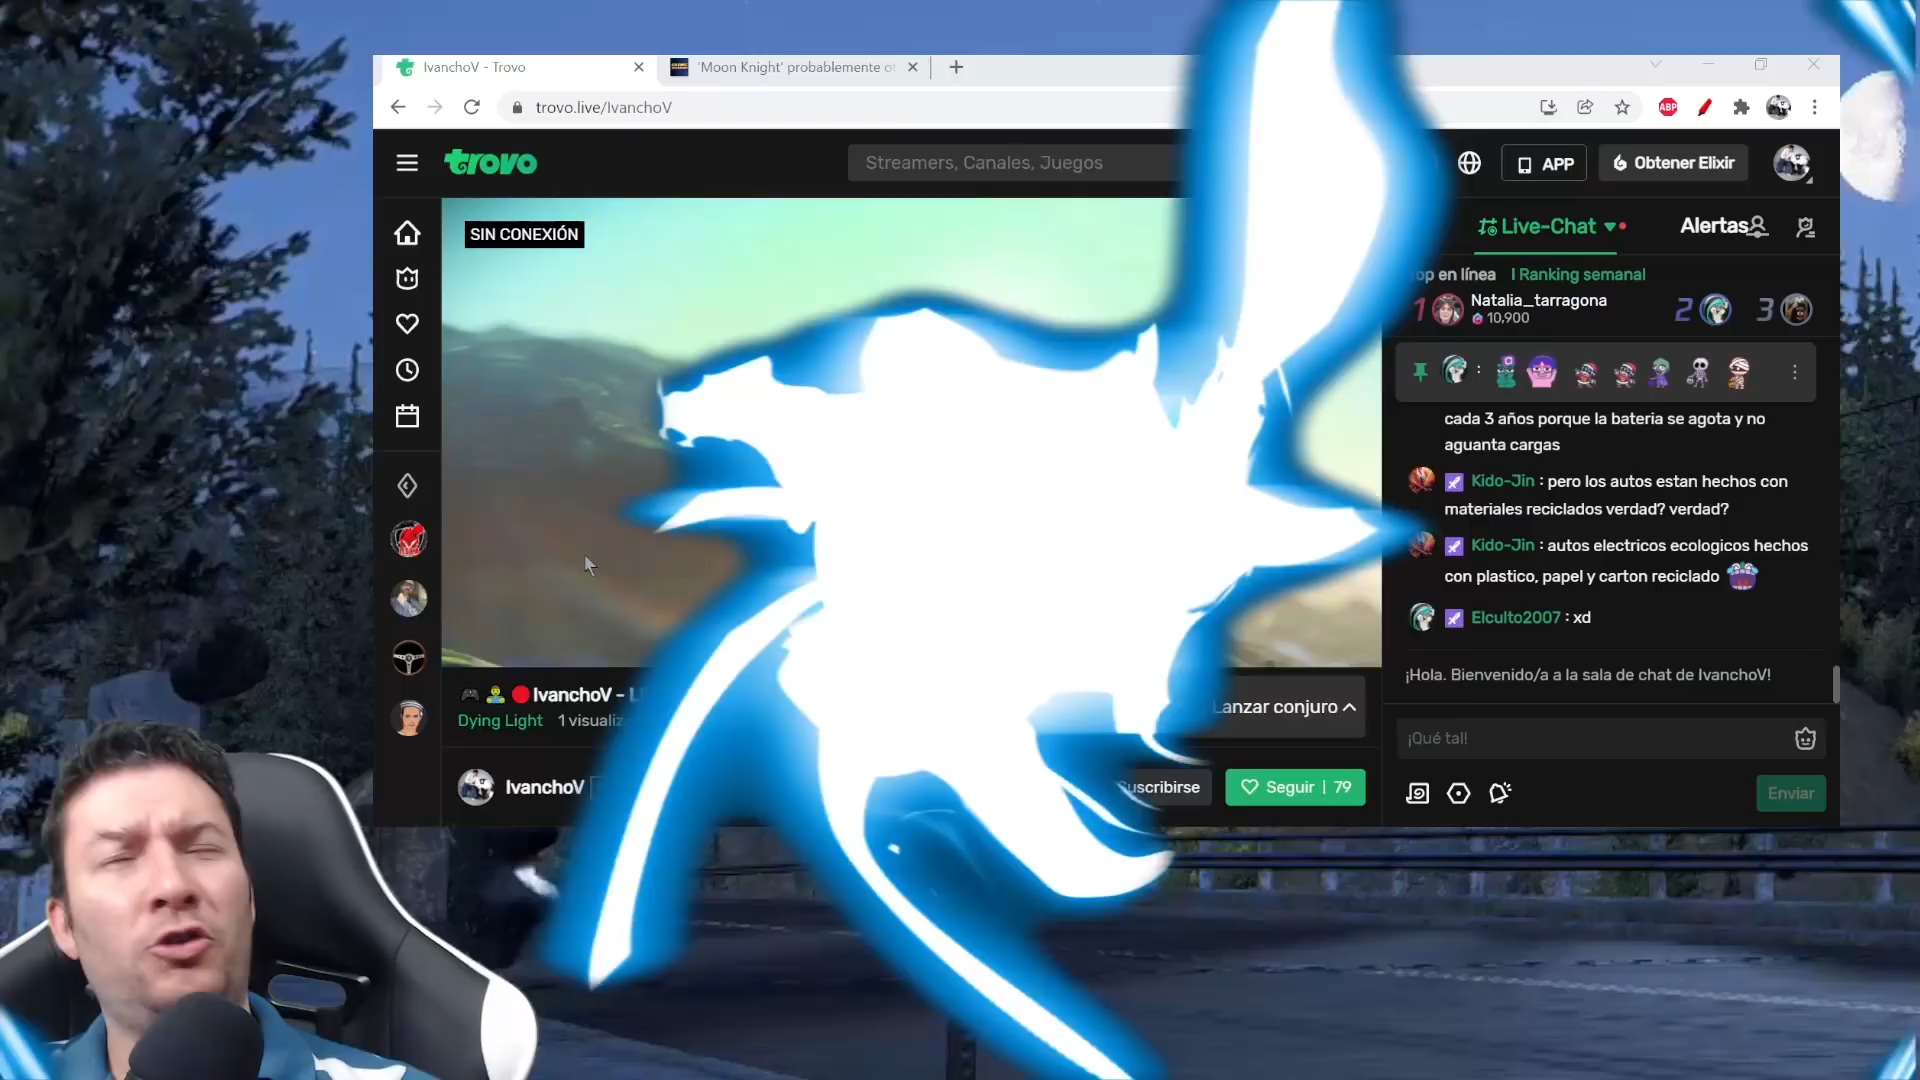 IvanchoV - Trovo
'Moon Knight' probablemente ot
trovo.live/IvanchoV
ABP
trovo
Streamers, Canales, Juegos
APP
Obtener Elixir
SIN CONEXIÓN
Live-Chat
Alertas
en línea
Ranking semanal
1
Natalia_tarragona
10,900
2
3
cada 3 años porque la bateria se agota y no
aguanta cargas
Kido-Jin : pero los autos estan hechos con
materiales reciclados verdad? verdad?
Kido-Jin : autos electricos ecologicos hechos
con plastico, papel y carton reciclado
Elculto2007 : xd
¡Hola. Bienvenido/a a la sala de chat de IvanchoV!
IvanchoV -
Dying Light
1 visualiz
Lanzar conjuro
¡Qué tal!
IvanchoV
uscribirse
Seguir | 79
Enviar